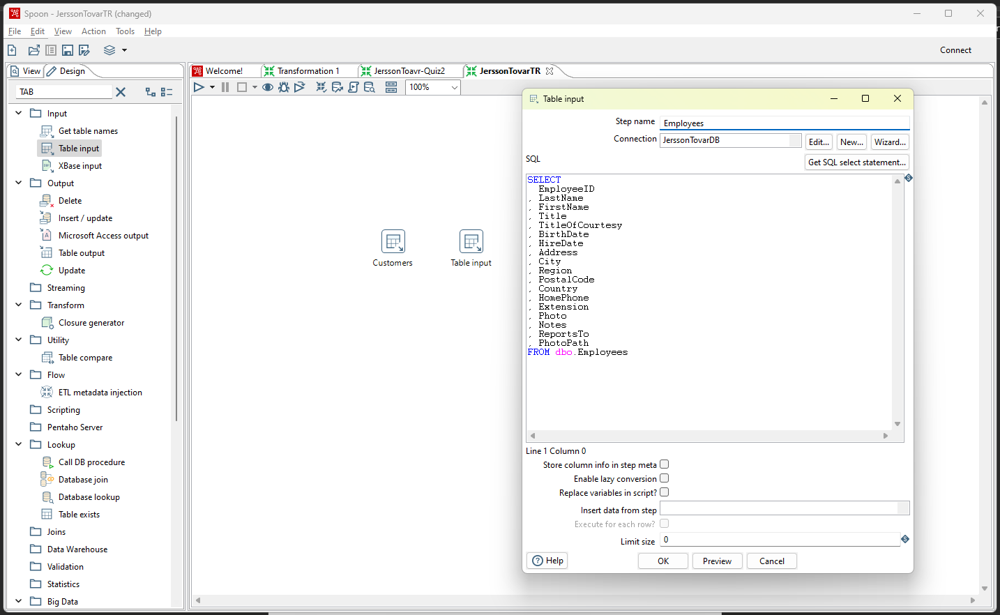 Spoon - JerssonTovarTR (changed)
File Edit View Action Tools Help
Connect
View Design
Welcome! Transformation 1 JerssonToavr-Quiz2 JerssonTovarTR
TAB
100%
Input
Get table names
Table input
XBase input
Output
Delete
Insert / update
Microsoft Access output
Table output
Update
Streaming
Transform
Closure generator
Utility
Table compare
Flow
ETL metadata injection
Scripting
Pentaho Server
Lookup
Call DB procedure
Database join
Database lookup
Table exists
Joins
Data Warehouse
Validation
Statistics
Big Data
Customers
Table input
Table input
Step name Employees
Connection JerssonTovarDB Edit... New... Wizard...
SQL Get SQL select statement...
SELECT
EmployeeID
, LastName
, FirstName
, Title
, TitleOfCourtesy
, BirthDate
, HireDate
, Address
, City
, Region
, PostalCode
, Country
, HomePhone
, Extension
, Photo
, Notes
, ReportsTo
, PhotoPath
FROM dbo.Employees
Line 1 Column 0
Store column info in step meta
Enable lazy conversion
Replace variables in script?
Insert data from step
Execute for each row?
Limit size 0
Help OK Preview Cancel